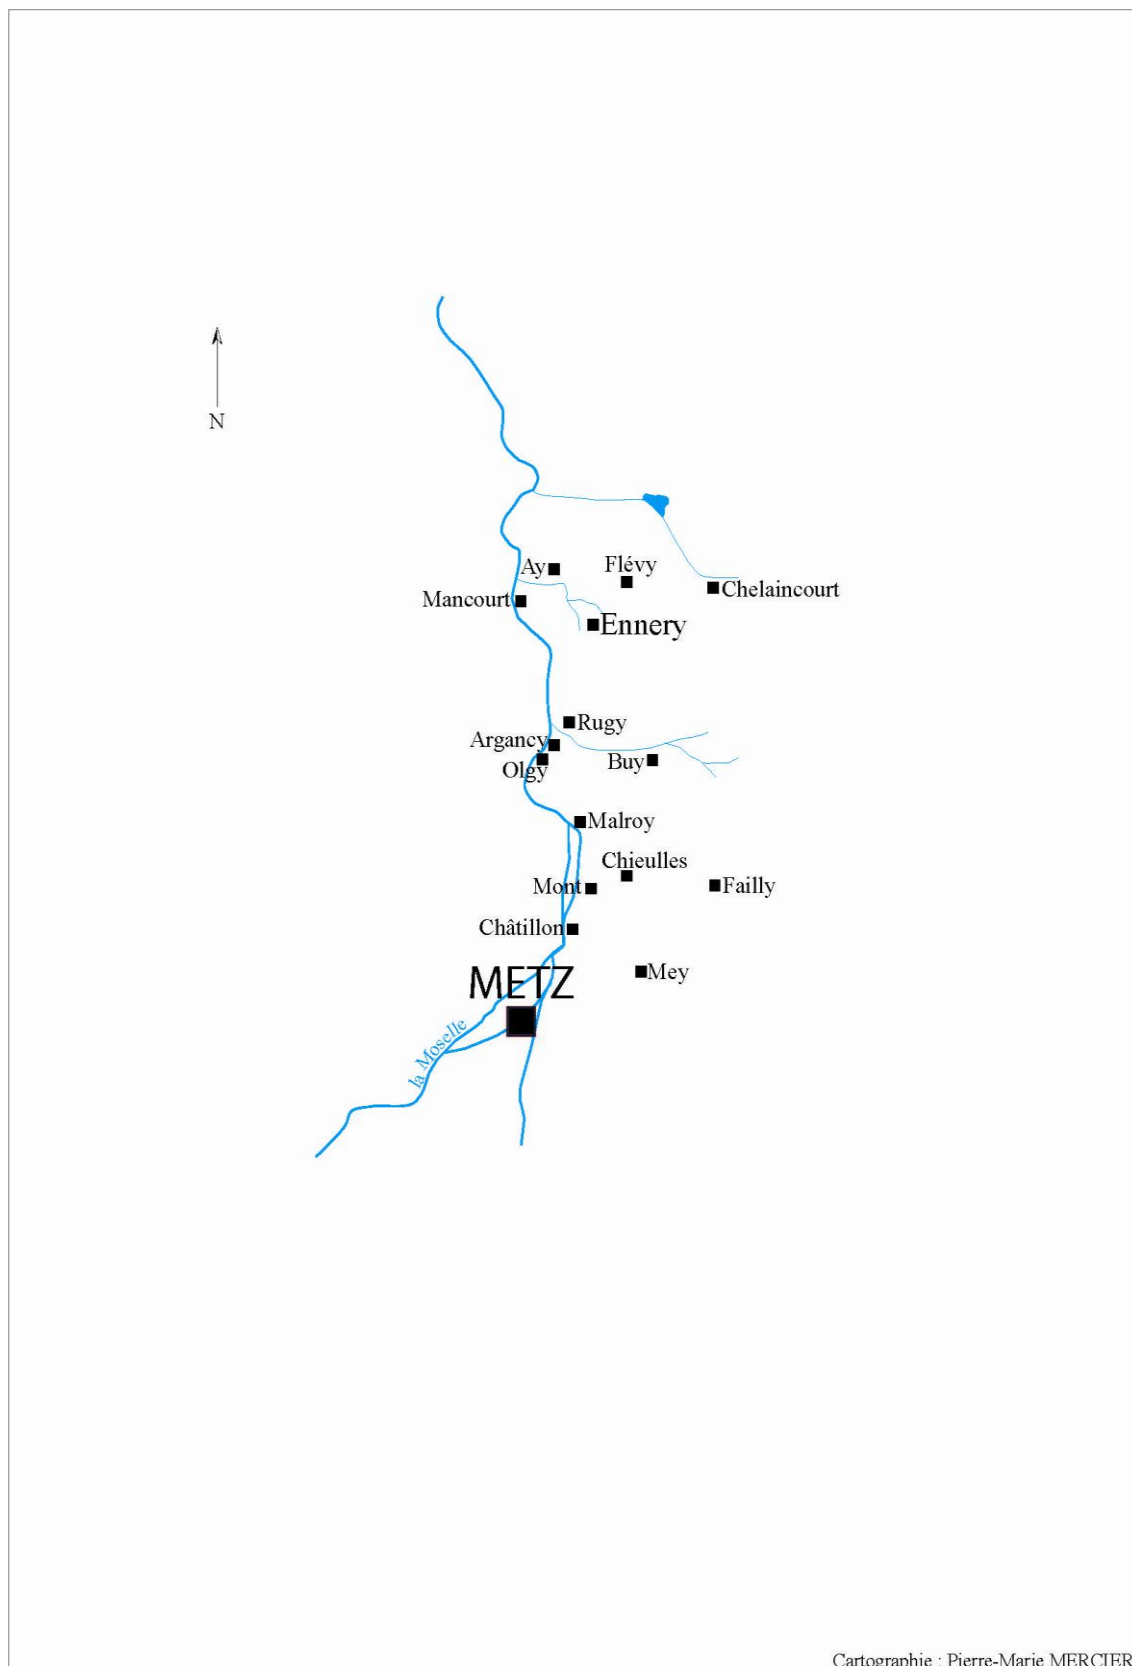 N
Ay
Flévy
Chelaincourt
Mancourt
Ennery
Rugy
Argancy
Olgy
Buy
Malroy
Chieulles
Mont
Failly
Châtillon
METZ
Mey
la Moselle
Cartographie : Pierre-Marie MERCIER